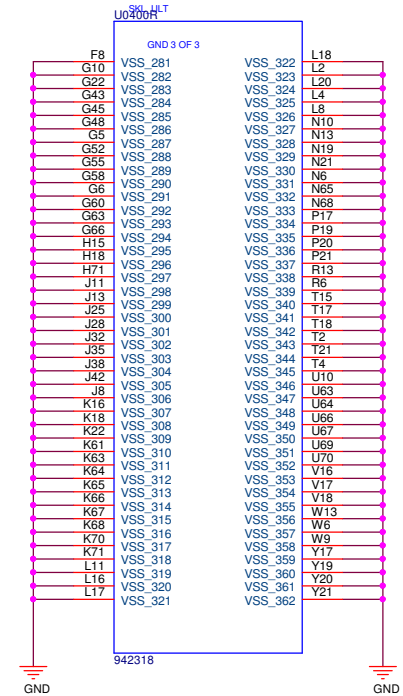 SKL_ULT
U0400R
GND 3 OF 3
F8 VSS_281 VSS_322 L18
G10 VSS_282 VSS_323 L2
G22 VSS_283 VSS_324 L20
G43 VSS_284 VSS_325 L4
G45 VSS_285 VSS_326 L8
G48 VSS_286 VSS_327 N10
G5 VSS_287 VSS_328 N13
G52 VSS_288 VSS_329 N19
G55 VSS_289 VSS_330 N21
G58 VSS_290 VSS_331 N6
G6 VSS_291 VSS_332 N65
G60 VSS_292 VSS_333 N68
G63 VSS_293 VSS_334 P17
G66 VSS_294 VSS_335 P19
H15 VSS_295 VSS_336 P20
H18 VSS_296 VSS_337 P21
H71 VSS_297 VSS_338 R13
J11 VSS_298 VSS_339 R6
J13 VSS_299 VSS_340 T15
J25 VSS_300 VSS_341 T17
J28 VSS_301 VSS_342 T18
J32 VSS_302 VSS_343 T2
J35 VSS_303 VSS_344 T21
J38 VSS_304 VSS_345 T4
J42 VSS_305 VSS_346 U10
J8 VSS_306 VSS_347 U63
K16 VSS_307 VSS_348 U64
K18 VSS_308 VSS_349 U66
K22 VSS_309 VSS_350 U67
K61 VSS_310 VSS_351 U69
K63 VSS_311 VSS_352 U70
K64 VSS_312 VSS_353 V16
K65 VSS_313 VSS_354 V17
K66 VSS_314 VSS_355 V18
K67 VSS_315 VSS_356 W13
K68 VSS_316 VSS_357 W6
K70 VSS_317 VSS_358 W9
K71 VSS_318 VSS_359 Y17
L11 VSS_319 VSS_360 Y19
L16 VSS_320 VSS_361 Y20
L17 VSS_321 VSS_362 Y21
942318
GND GND